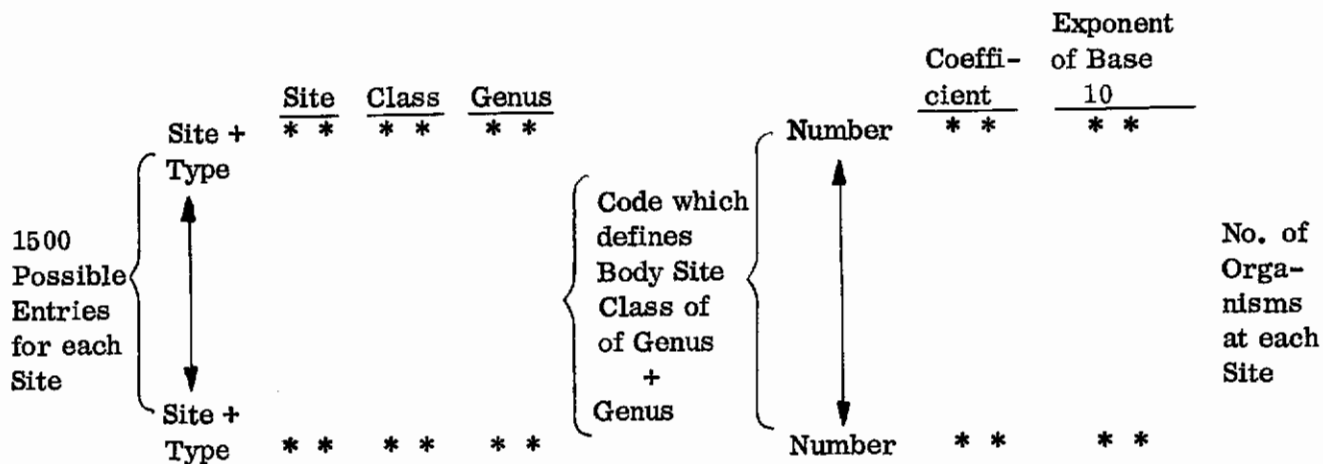 Site Class Genus
Coeffi-
cient
Exponent
of Base
10
Site +
Type
* * * * * *
1500
Possible
Entries
for each
Site
Site +
Type
* * * * * *
Code which
defines
Body Site
Class of
of Genus
+
Genus
Number * * * *
Number * * * *
No. of
Orga-
nisms
at each
Site